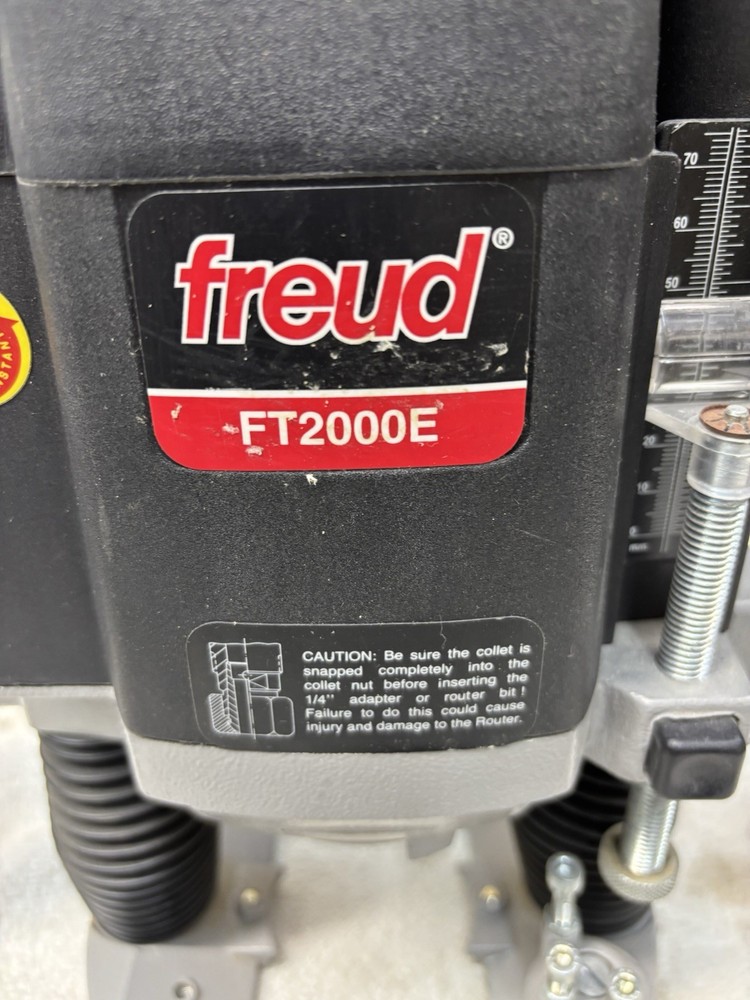 freud®
FT2000E
CAUTION: Be sure the collet is
snapped completely into the
collet nut before inserting the
1/4" adapter or router bit !
Failure to do this could cause
injury and damage to the Router.
70
60
50
20
10